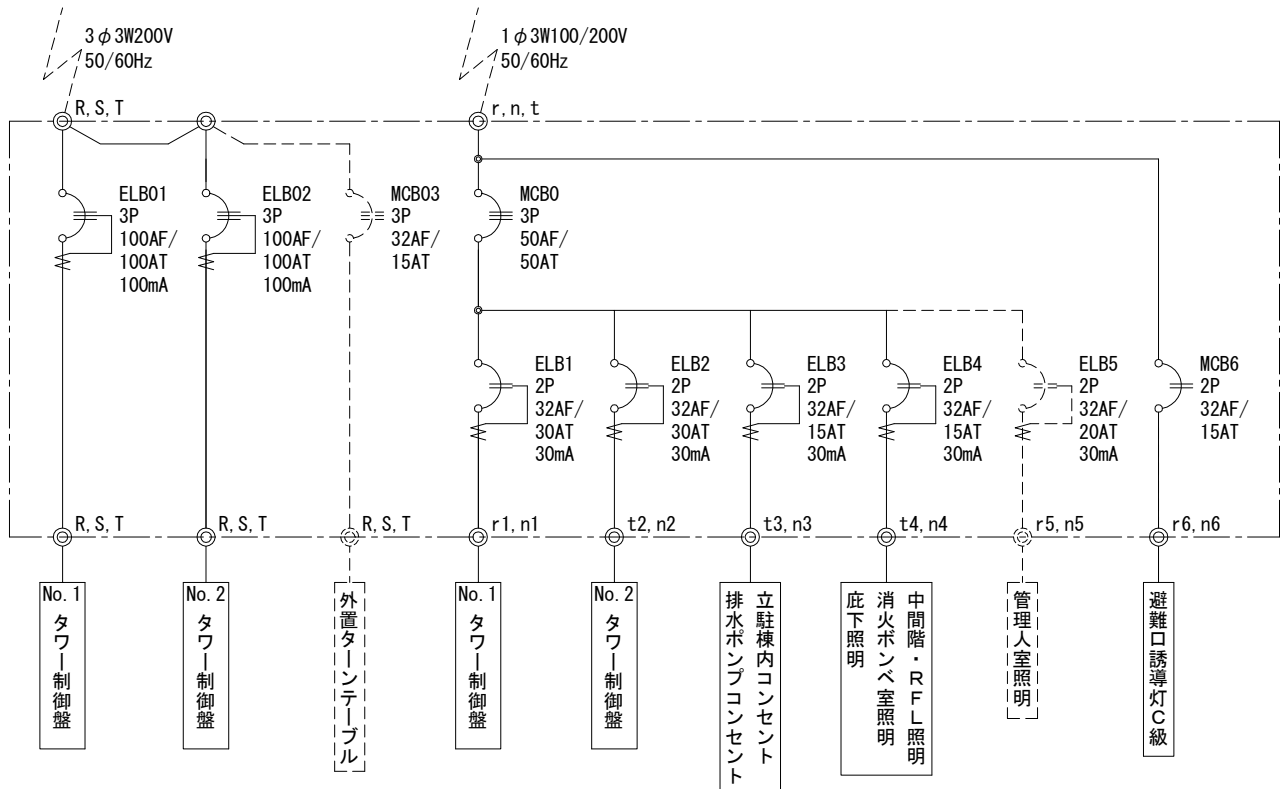 3φ3W200V
50/60Hz
1φ3W100/200V
50/60Hz
R, S, T
r, n, t
ELB01
3P
100AF/
100AT
100mA
ELB02
3P
100AF/
100AT
100mA
MCB03
3P
32AF/
15AT
MCB0
3P
50AF/
50AT
ELB1
2P
32AF/
30AT
30mA
ELB2
2P
32AF/
30AT
30mA
ELB3
2P
32AF/
15AT
30mA
ELB4
2P
32AF/
15AT
30mA
ELB5
2P
32AF/
20AT
30mA
MCB6
2P
32AF/
15AT
R, S, T
R, S, T
R, S, T
r1, n1
t2, n2
t3, n3
t4, n4
r5, n5
r6, n6
No. 1
タワー制御盤
No. 2
タワー制御盤
外置ターンテーブル
No. 1
タワー制御盤
No. 2
タワー制御盤
立駐棟内コンセント
排水ポンプコンセント
中間階・RFL照明
消火ボンベ室照明
庇下照明
管理人室照明
避難口誘導灯C級